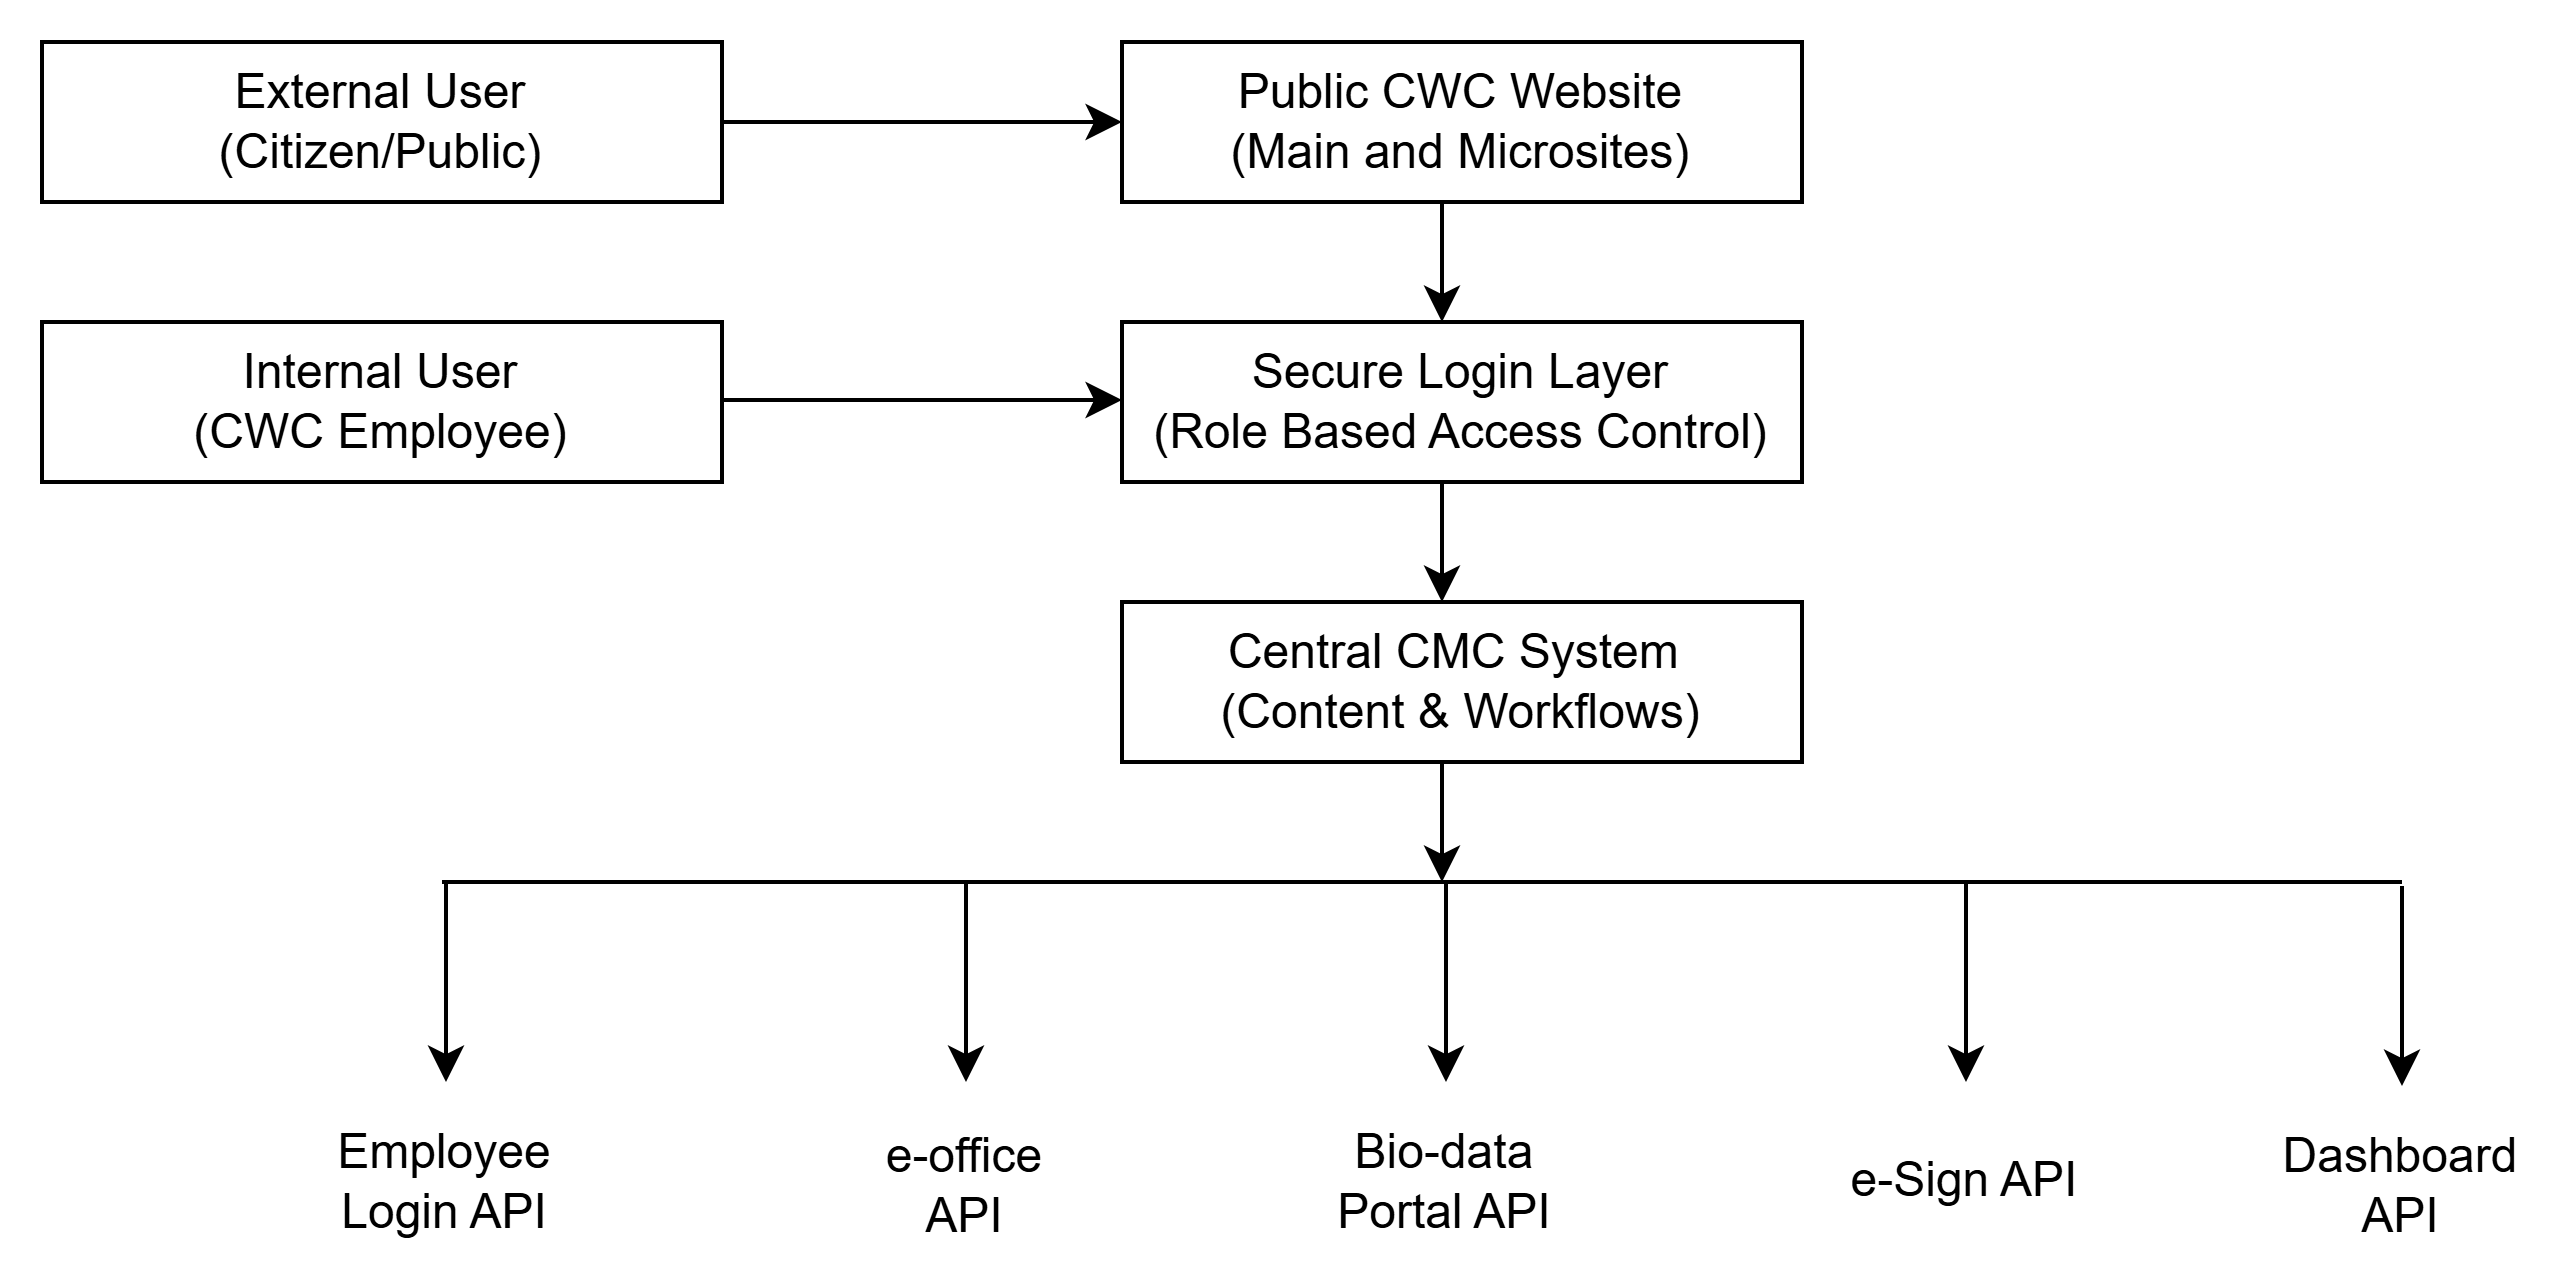 External User
(Citizen/Public)
Public CWC Website
(Main and Microsites)
Internal User
(CWC Employee)
Secure Login Layer
(Role Based Access Control)
Central CMC System
(Content & Workflows)
Employee
Login API
e-office
API
Bio-data
Portal API
e-Sign API
Dashboard
API